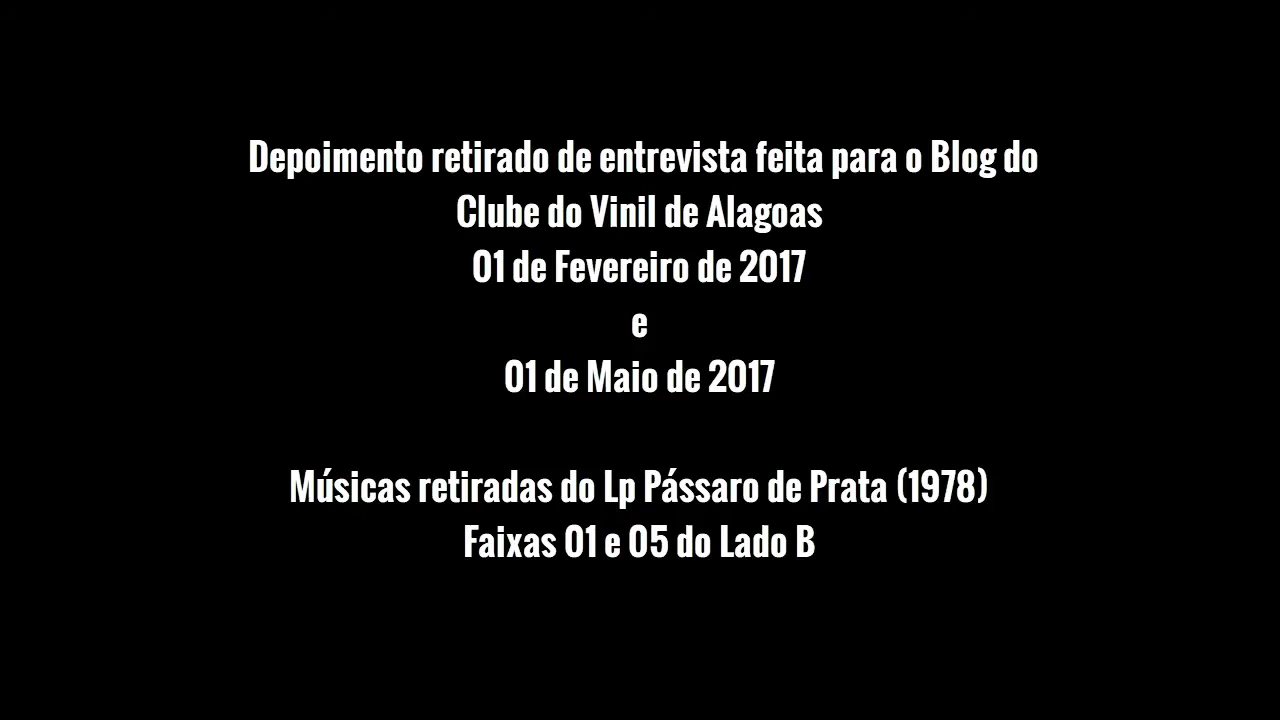 Depoimento retirado de entrevista feita para o Blog do
Clube do Vinil de Alagoas
01 de Fevereiro de 2017
e
01 de Maio de 2017
Músicas retiradas do Lp Pássaro de Prata (1978)
Faixas 01 e 05 do Lado B